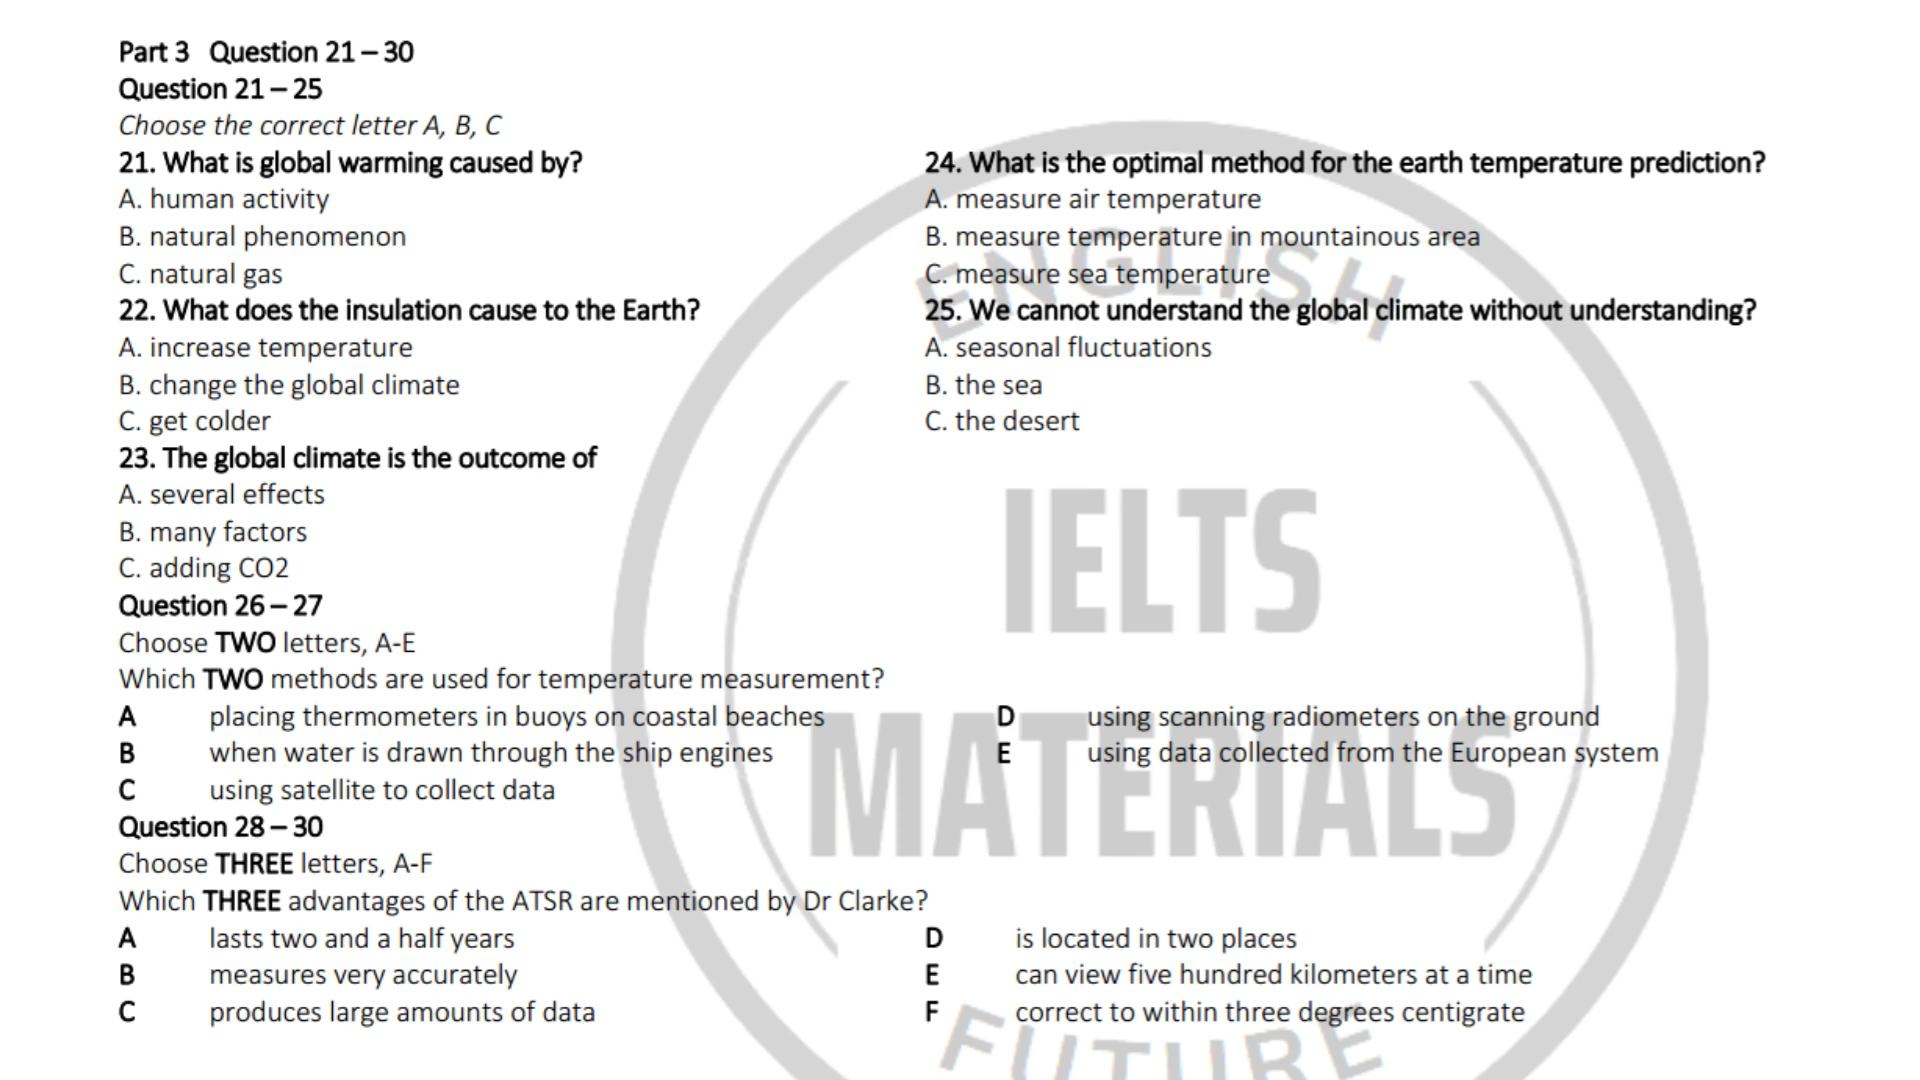 Part 3 Question 21 – 30
Question 21 – 25
Choose the correct letter A, B, C
21. What is global warming caused by?
A. human activity
B. natural phenomenon
C. natural gas
22. What does the insulation cause to the Earth?
A. increase temperature
B. change the global climate
C. get colder
23. The global climate is the outcome of
A. several effects
B. many factors
C. adding CO2
24. What is the optimal method for the earth temperature prediction?
A. measure air temperature
B. measure temperature in mountainous area
C. measure sea temperature
25. We cannot understand the global climate without understanding?
A. seasonal fluctuations
B. the sea
C. the desert
Question 26 – 27
Choose TWO letters, A-E
Which TWO methods are used for temperature measurement?
A placing thermometers in buoys on coastal beaches
B when water is drawn through the ship engines
C using satellite to collect data
D using scanning radiometers on the ground
E using data collected from the European system
Question 28 – 30
Choose THREE letters, A-F
Which THREE advantages of the ATSR are mentioned by Dr Clarke?
A lasts two and a half years
B measures very accurately
C produces large amounts of data
D is located in two places
E can view five hundred kilometers at a time
F correct to within three degrees centigrate
ENGLISH
IELTS
MATERIALS
FUTURE